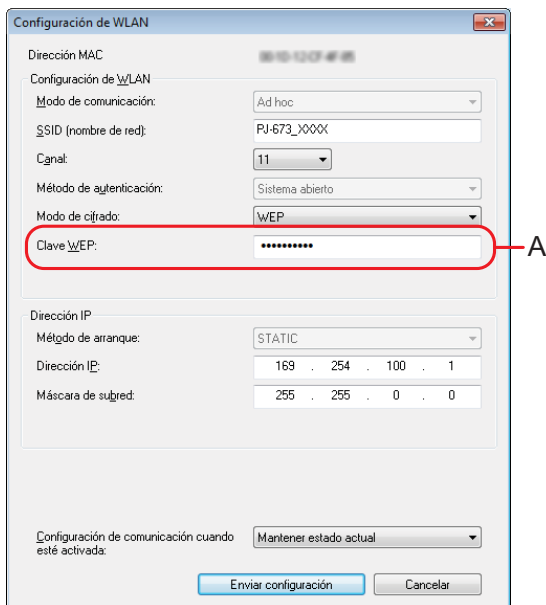 Configuración de WLAN
Dirección MAC
Configuración de WLAN
Modo de comunicación: Ad hoc
SSID (nombre de red): PJ-673_XXXX
Canal: 11
Método de autenticación: Sistema abierto
Modo de cifrado: WEP
Clave WEP: ••••••••••
A
Dirección IP
Método de arranque: STATIC
Dirección IP: 169 . 254 . 100 . 1
Máscara de subred: 255 . 255 . 0 . 0
Configuración de comunicación cuando esté activada: Mantener estado actual
Enviar configuración Cancelar